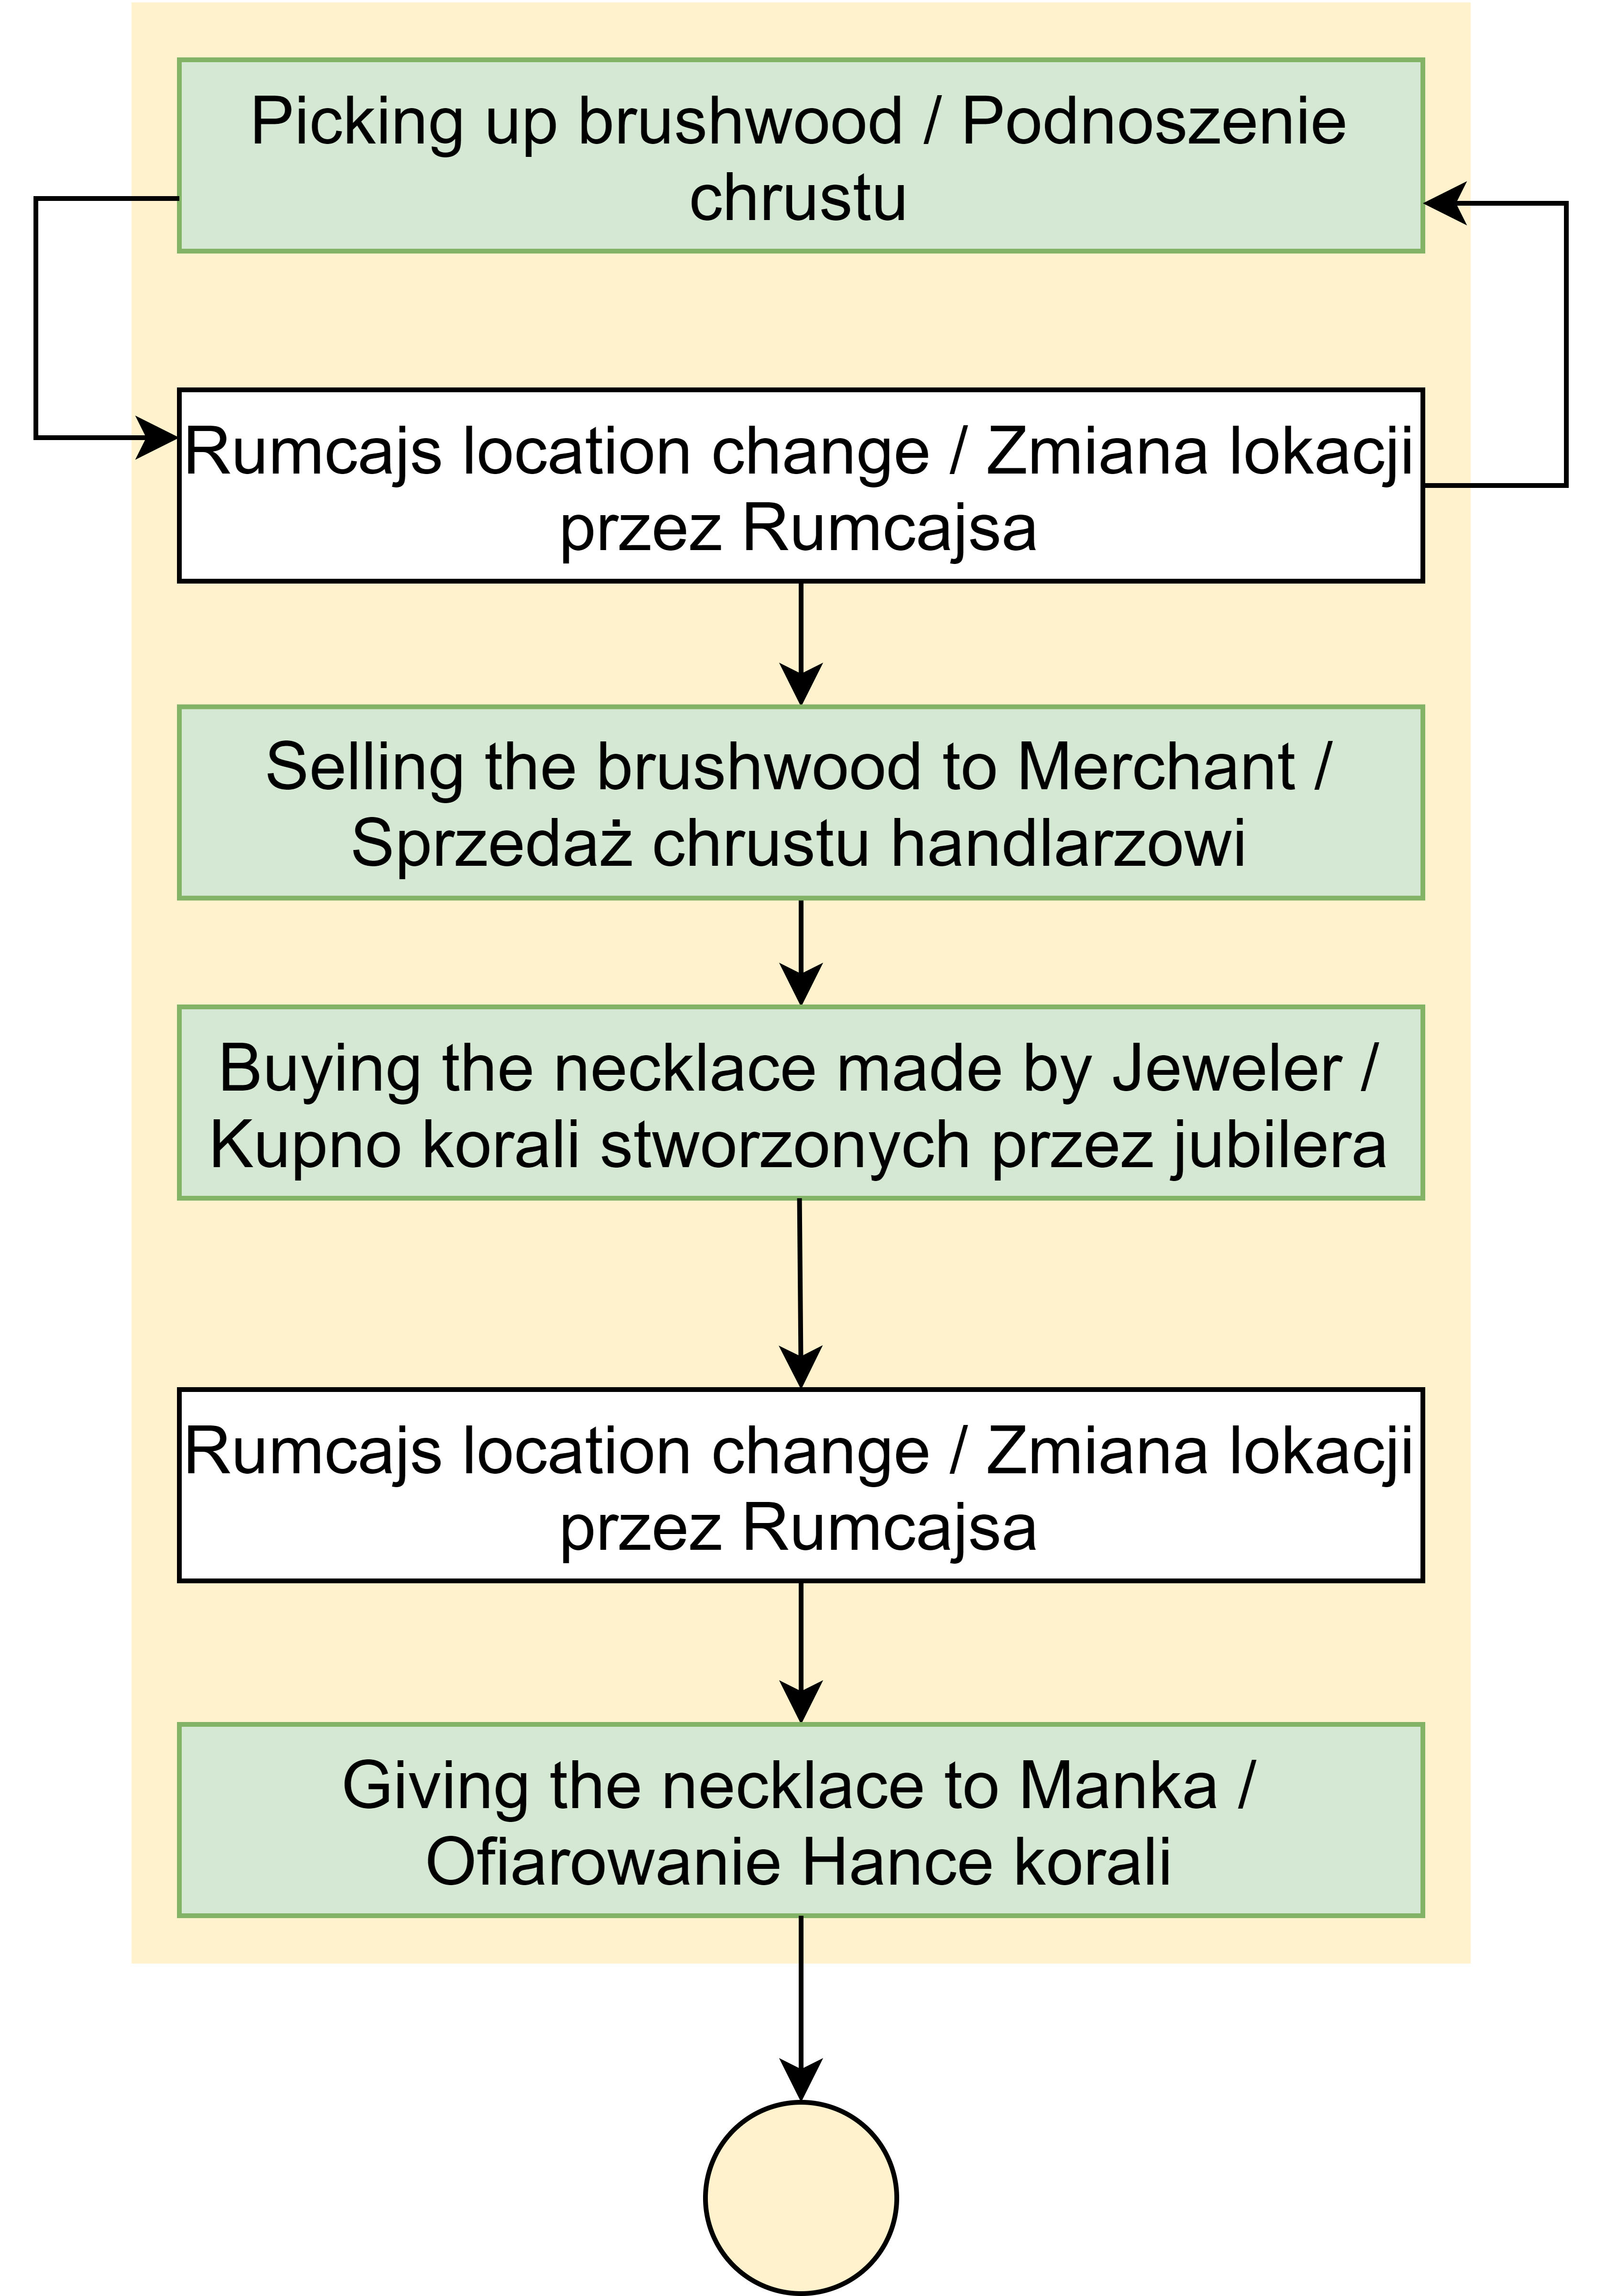 Picking up brushwood / Podnoszenie
chrustu
Rumcajs location change / Zmiana lokacji
przez Rumcajsa
Selling the brushwood to Merchant /
Sprzedaż chrustu handlarzowi
Buying the necklace made by Jeweler /
Kupno korali stworzonych przez jubilera
Rumcajs location change / Zmiana lokacji
przez Rumcajsa
Giving the necklace to Manka /
Ofiarowanie Hance korali